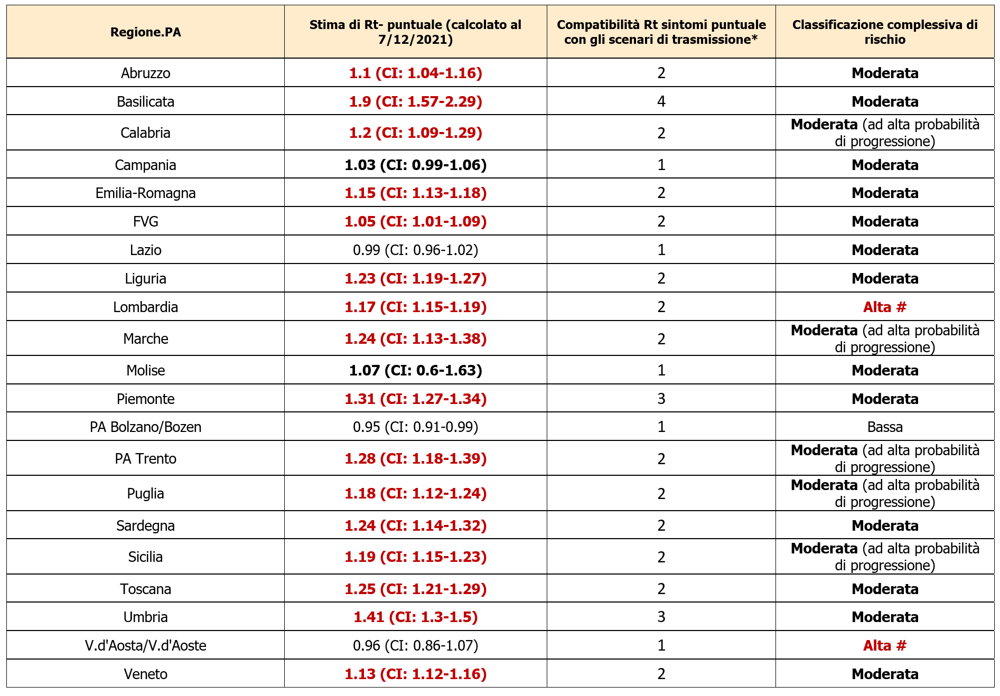 Regione.PA
Stima di Rt- puntuale (calcolato al
7/12/2021)
Compatibilità Rt sintomi puntuale
con gli scenari di trasmissione*
Classificazione complessiva di
rischio
Abruzzo 1.1 (CI: 1.04-1.16) 2 Moderata
Basilicata 1.9 (CI: 1.57-2.29) 4 Moderata
Calabria 1.2 (CI: 1.09-1.29) 2 Moderata (ad alta probabilità
di progressione)
Campania 1.03 (CI: 0.99-1.06) 1 Moderata
Emilia-Romagna 1.15 (CI: 1.13-1.18) 2 Moderata
FVG 1.05 (CI: 1.01-1.09) 2 Moderata
Lazio 0.99 (CI: 0.96-1.02) 1 Moderata
Liguria 1.23 (CI: 1.19-1.27) 2 Moderata
Lombardia 1.17 (CI: 1.15-1.19) 2 Alta #
Marche 1.24 (CI: 1.13-1.38) 2 Moderata (ad alta probabilità
di progressione)
Molise 1.07 (CI: 0.6-1.63) 1 Moderata
Piemonte 1.31 (CI: 1.27-1.34) 3 Moderata
PA Bolzano/Bozen 0.95 (CI: 0.91-0.99) 1 Bassa
PA Trento 1.28 (CI: 1.18-1.39) 2 Moderata (ad alta probabilità
di progressione)
Puglia 1.18 (CI: 1.12-1.24) 2 Moderata (ad alta probabilità
di progressione)
Sardegna 1.24 (CI: 1.14-1.32) 2 Moderata
Sicilia 1.19 (CI: 1.15-1.23) 2 Moderata (ad alta probabilità
di progressione)
Toscana 1.25 (CI: 1.21-1.29) 2 Moderata
Umbria 1.41 (CI: 1.3-1.5) 3 Moderata
V.d'Aosta/V.d'Aoste 0.96 (CI: 0.86-1.07) 1 Alta #
Veneto 1.13 (CI: 1.12-1.16) 2 Moderata